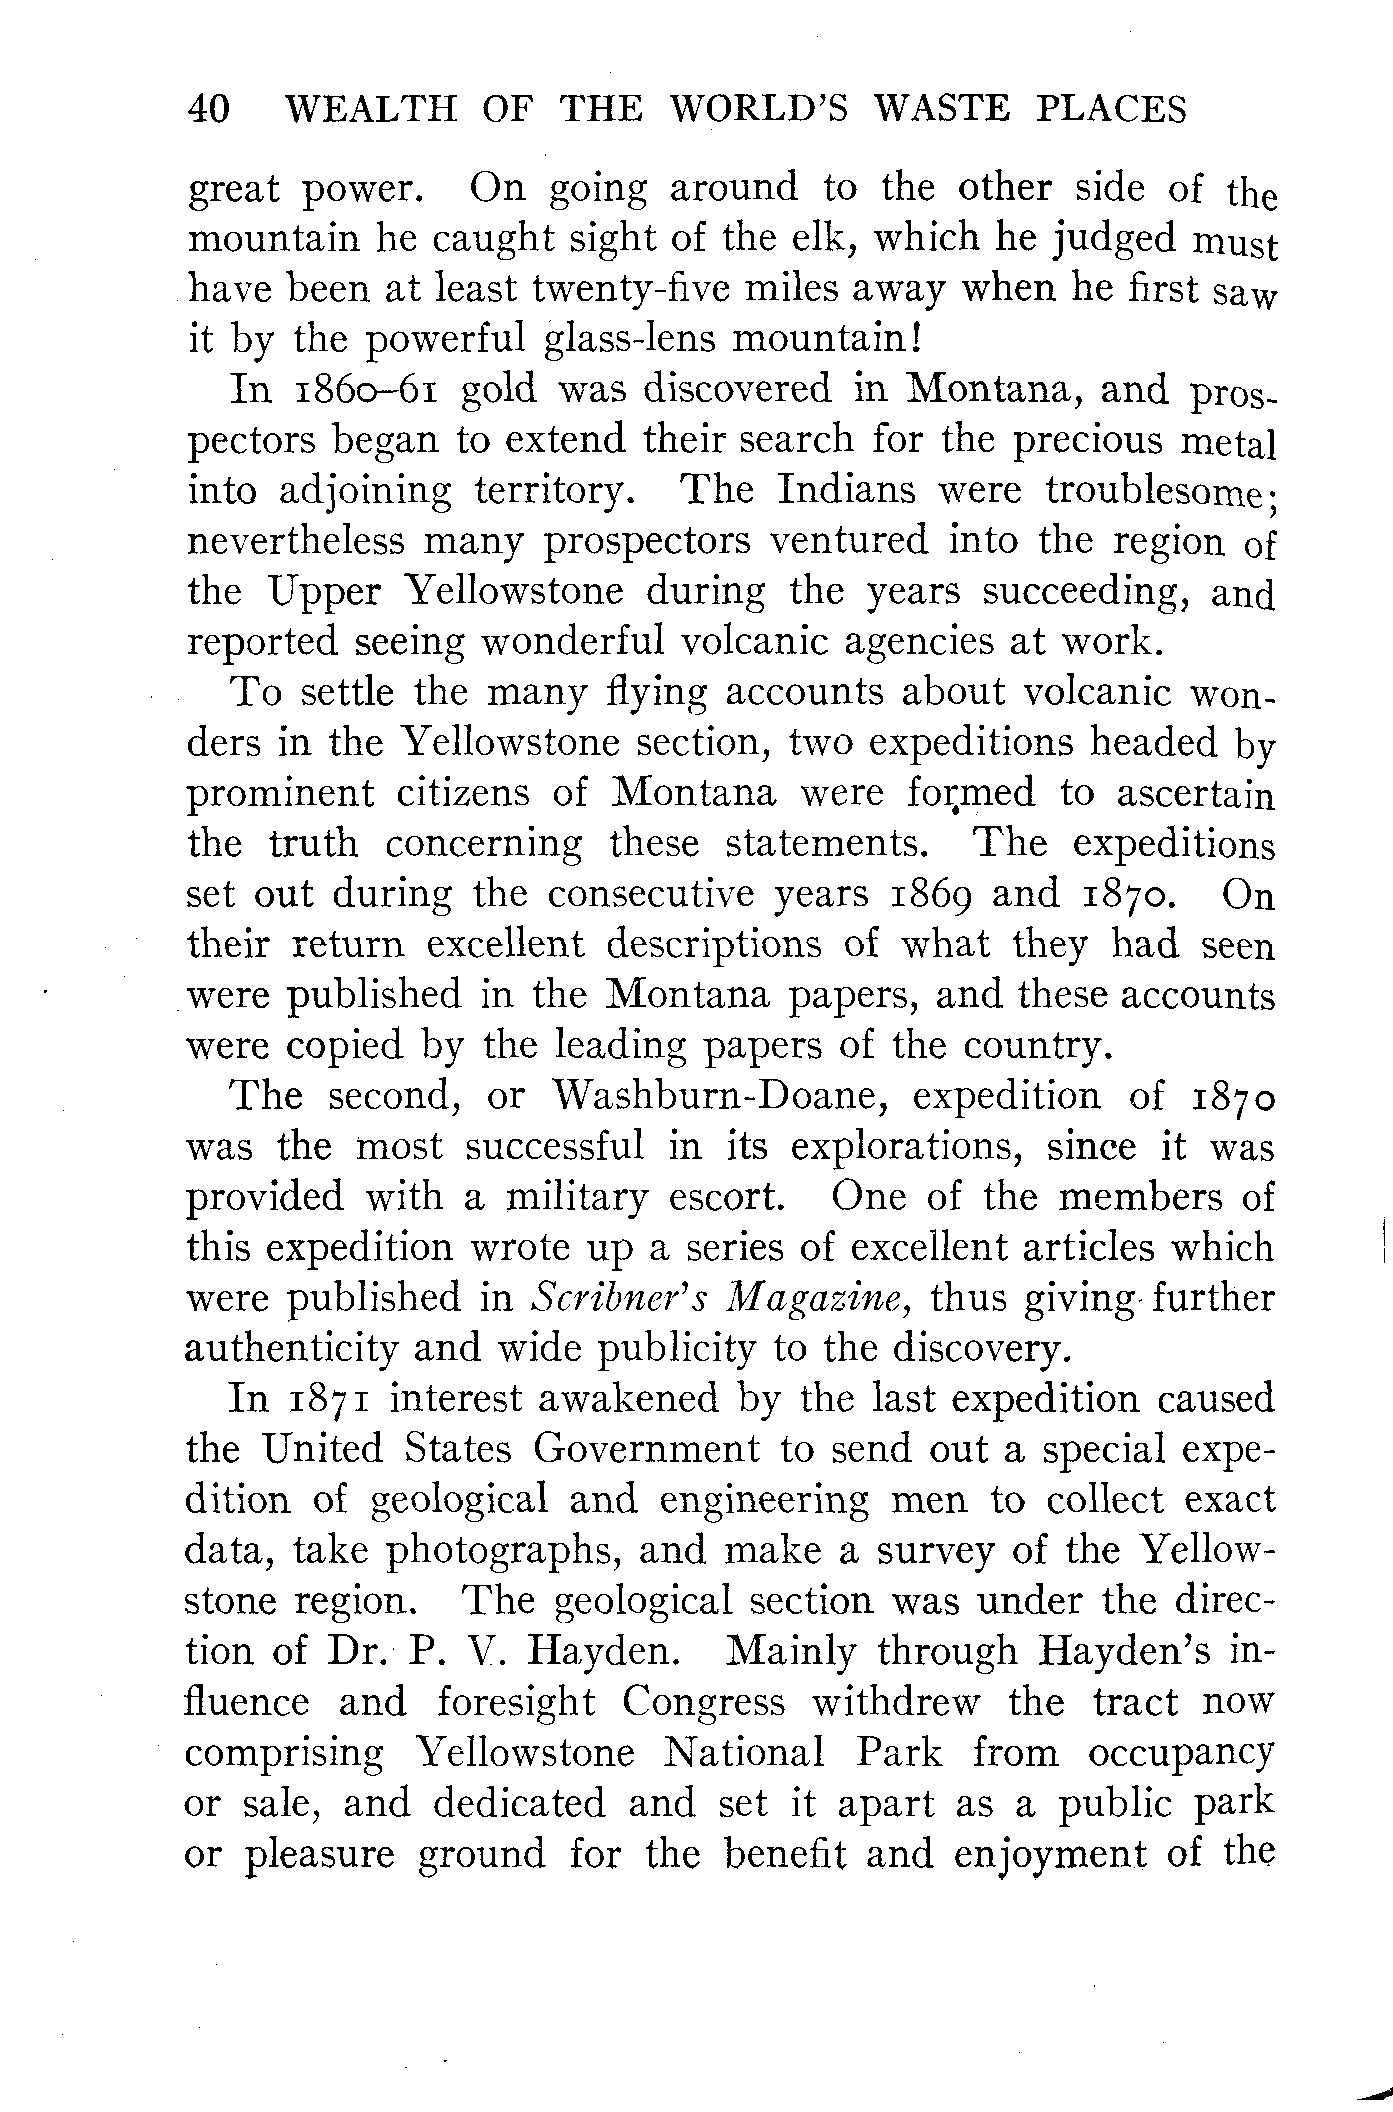 40 WEALTH OF THE WORLD'S WASTE PLACES
great power. On going around to the other side of the
mountain he caught sight of the elk, which he judged must
have been at least twenty-five miles away when he first saw
it by the powerful glass-lens mountain!
In 1860–61 gold was discovered in Montana, and pros-
pectors began to extend their search for the precious metal
into adjoining territory. The Indians were troublesome;
nevertheless many prospectors ventured into the region of
the Upper Yellowstone during the years succeeding, and
reported seeing wonderful volcanic agencies at work.
To settle the many flying accounts about volcanic won-
ders in the Yellowstone section, two expeditions headed by
prominent citizens of Montana were formed to ascertain
the truth concerning these statements. The expeditions
set out during the consecutive years 1869 and 1870. On
their return excellent descriptions of what they had seen
were published in the Montana papers, and these accounts
were copied by the leading papers of the country.
The second, or Washburn-Doane, expedition of 1870
was the most successful in its explorations, since it was
provided with a military escort. One of the members of
this expedition wrote up a series of excellent articles which
were published in Scribner's Magazine, thus giving further
authenticity and wide publicity to the discovery.
In 1871 interest awakened by the last expedition caused
the United States Government to send out a special expe-
dition of geological and engineering men to collect exact
data, take photographs, and make a survey of the Yellow-
stone region. The geological section was under the direc-
tion of Dr. P. V. Hayden. Mainly through Hayden's in-
fluence and foresight Congress withdrew the tract now
comprising Yellowstone National Park from occupancy
or sale, and dedicated and set it apart as a public park
or pleasure ground for the benefit and enjoyment of the